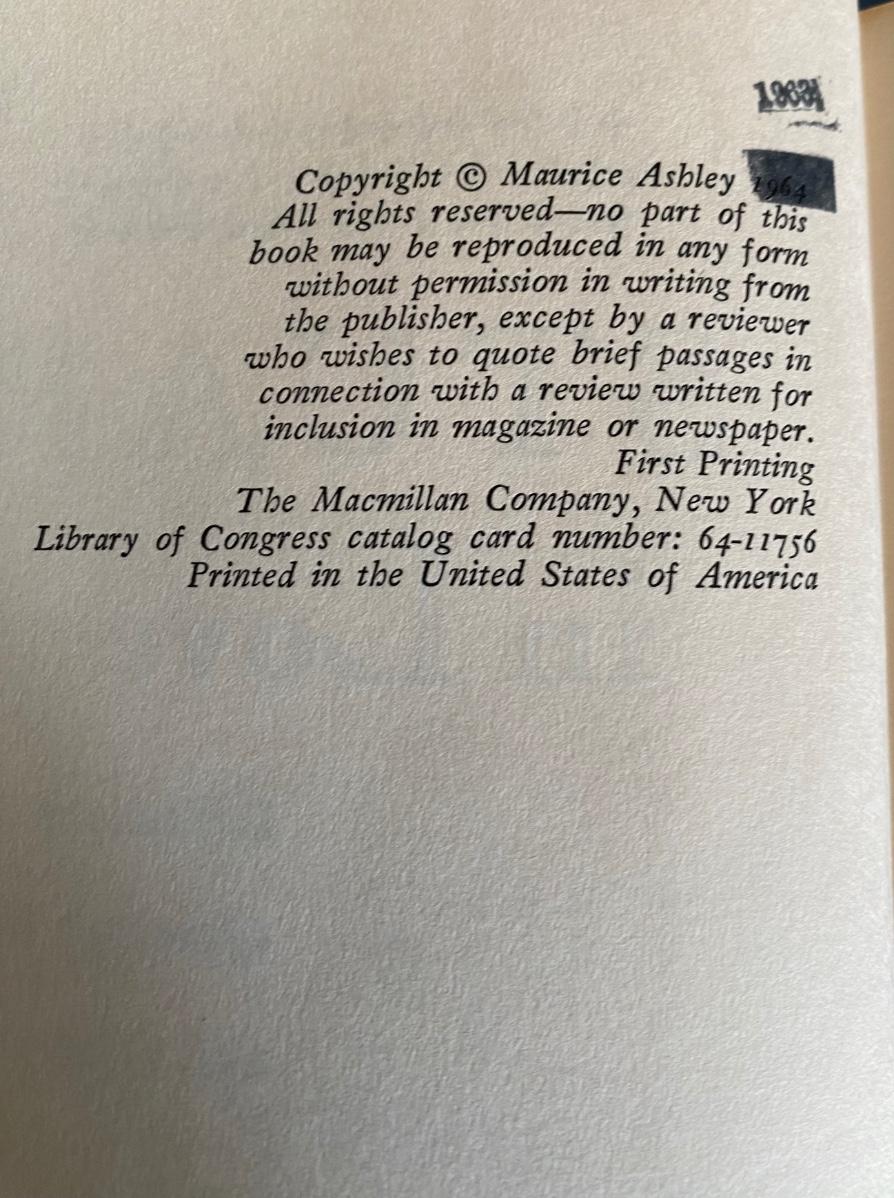 Copyright © Maurice Ashley 1964
All rights reserved—no part of this
book may be reproduced in any form
without permission in writing from
the publisher, except by a reviewer
who wishes to quote brief passages in
connection with a review written for
inclusion in magazine or newspaper.
First Printing
The Macmillan Company, New York
Library of Congress catalog card number: 64-11756
Printed in the United States of America